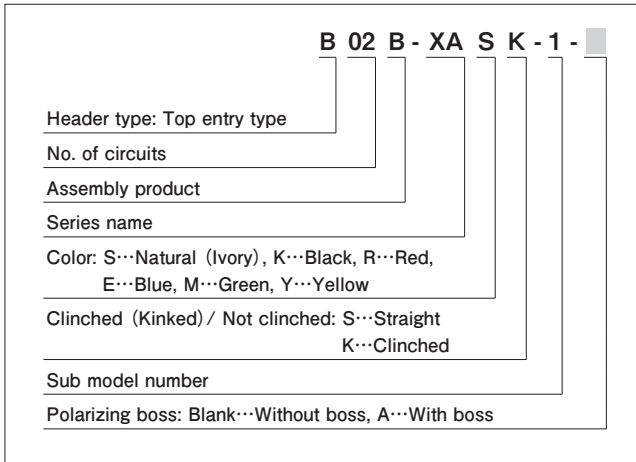 B 02 B - XA S K - 1 -
Header type: Top entry type
No. of circuits
Assembly product
Series name
Color: S…Natural (Ivory), K…Black, R…Red,
E…Blue, M…Green, Y…Yellow
Clinched (Kinked) / Not clinched: S…Straight
K…Clinched
Sub model number
Polarizing boss: Blank…Without boss, A…With boss